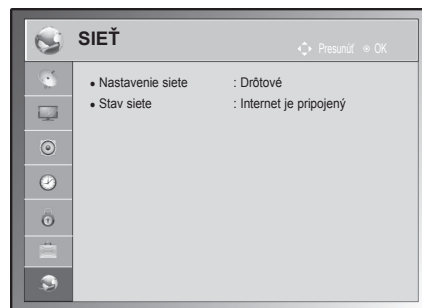 SIEŤ
Presunúť OK
• Nastavenie siete : Drôtové
• Stav siete : Internet je pripojený